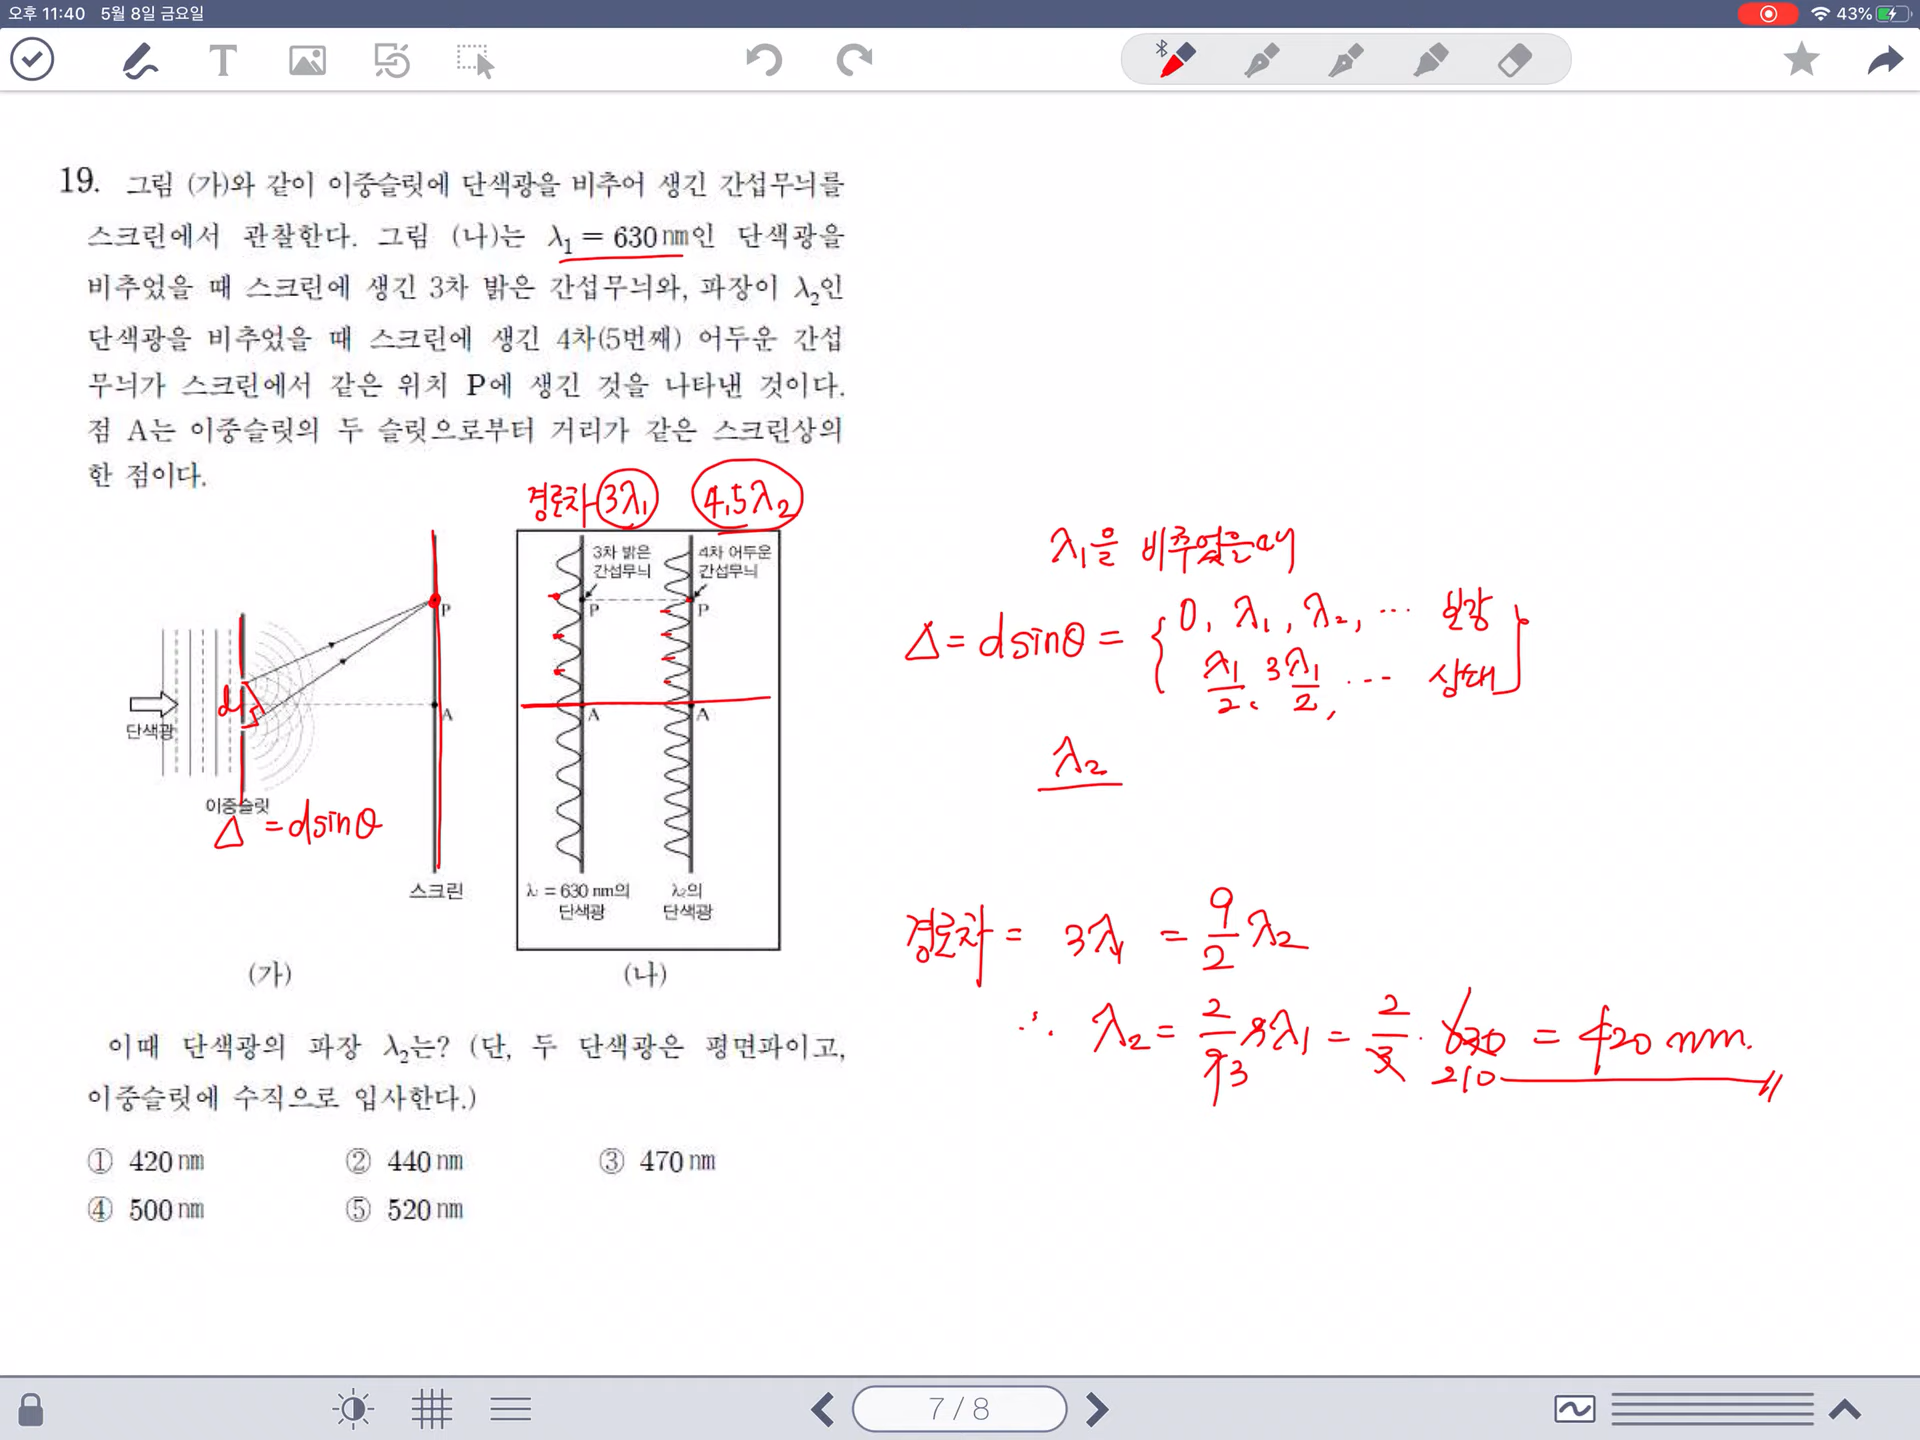 오후 11:40 5월 8일 금요일
43%
T
19. 그림 (가)와 같이 이중슬릿에 단색광을 비추어 생긴 간섭무늬를
스크린에서 관찰한다. 그림 (나)는 λ₁ = 630㎚인 단색광을
비추었을 때 스크린에 생긴 3차 밝은 간섭무늬와, 파장이 λ₂인
단색광을 비추었을 때 스크린에 생긴 4차(5번째) 어두운 간섭
무늬가 스크린에서 같은 위치 P에 생긴 것을 나타낸 것이다.
점 A는 이중슬릿의 두 슬릿으로부터 거리가 같은 스크린상의
한 점이다.
경로차 3λ₁ 4.5λ₂
3차 밝은
간섭무늬
4차 어두운
간섭무늬
P
P
P
d
A
A
A
단색광
이중슬릿
Δ = dsinθ
스크린
λ₁ = 630 nm의
단색광
λ₂의
단색광
(가)
(나)
λ₁을 비추었을때
Δ = dsinθ = { 0, λ₁, λ₂, ⋯ 보강
λ₁/2, 3λ₁/2, ⋯ 상쇄 }
λ₂
경로차 = 3λ₁ = 9/2 λ₂
∴ λ₂ = 2/9 3λ₁ = 2/3 · 630 = 420 nm.
3
210
이때 단색광의 파장 λ₂는? (단, 두 단색광은 평면파이고,
이중슬릿에 수직으로 입사한다.)
① 420㎚ ② 440㎚ ③ 470㎚
④ 500㎚ ⑤ 520㎚
7 / 8